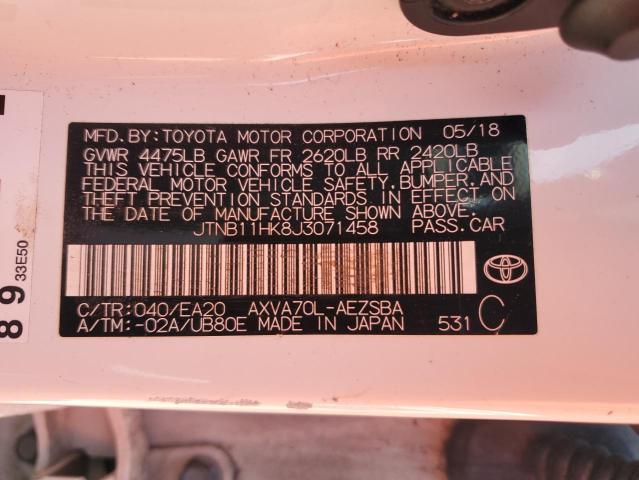 MFD. BY: TOYOTA MOTOR CORPORATION 05/18
GVWR 4475LB GAWR FR 2620LB RR 2420LB
THIS VEHICLE CONFORMS TO ALL APPLICABLE
FEDERAL MOTOR VEHICLE SAFETY, BUMPER, AND
THEFT PREVENTION STANDARDS IN EFFECT ON
THE DATE OF MANUFACTURE SHOWN ABOVE.
JTNB11HK8J3071458 PASS. CAR
C/TR: 040/EA20 AXVA70L-AEZSBA
A/TM: -02A/UB80E MADE IN JAPAN 531 C
89
33E50